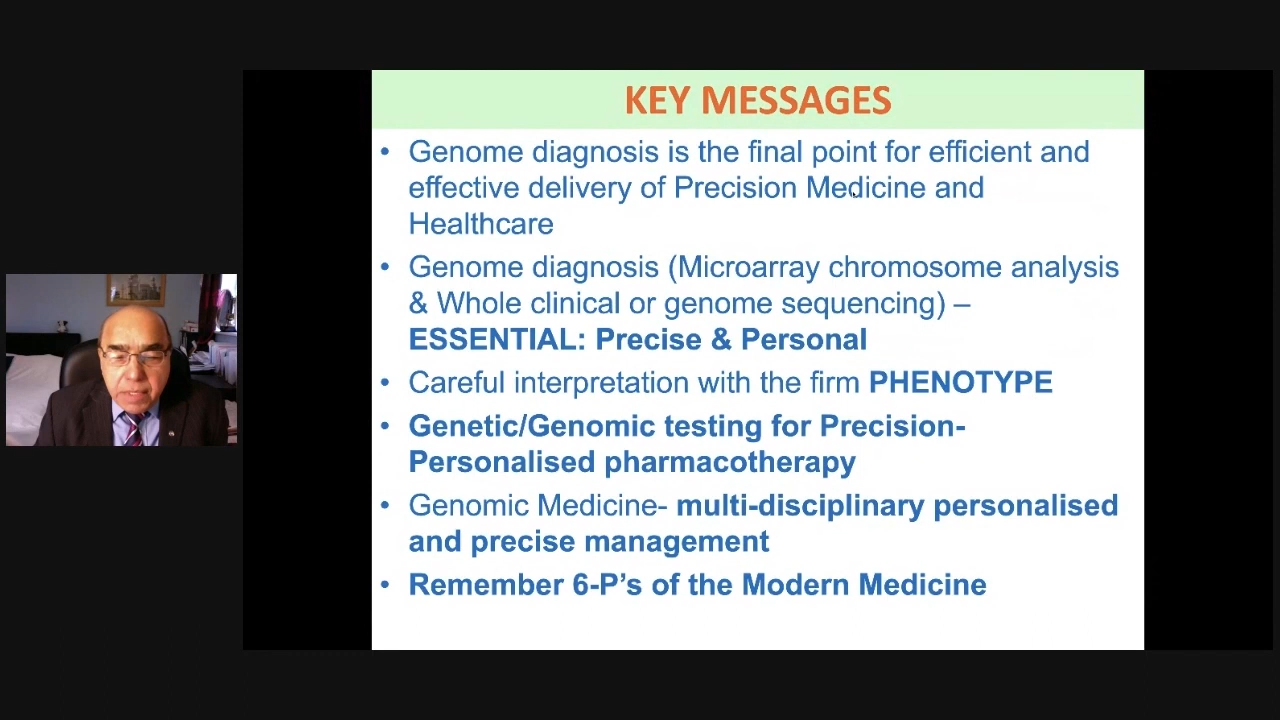 KEY MESSAGES
• Genome diagnosis is the final point for efficient and
effective delivery of Precision Medicine and
Healthcare
• Genome diagnosis (Microarray chromosome analysis
& Whole clinical or genome sequencing) –
ESSENTIAL: Precise & Personal
• Careful interpretation with the firm PHENOTYPE
• Genetic/Genomic testing for Precision-
Personalised pharmacotherapy
• Genomic Medicine- multi-disciplinary personalised
and precise management
• Remember 6-P’s of the Modern Medicine